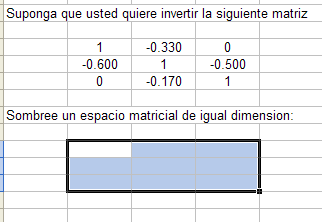 Suponga que usted quiere invertir la siguiente matriz
1 -0.330 0
-0.600 1 -0.500
0 -0.170 1
Sombree un espacio matricial de igual dimension: